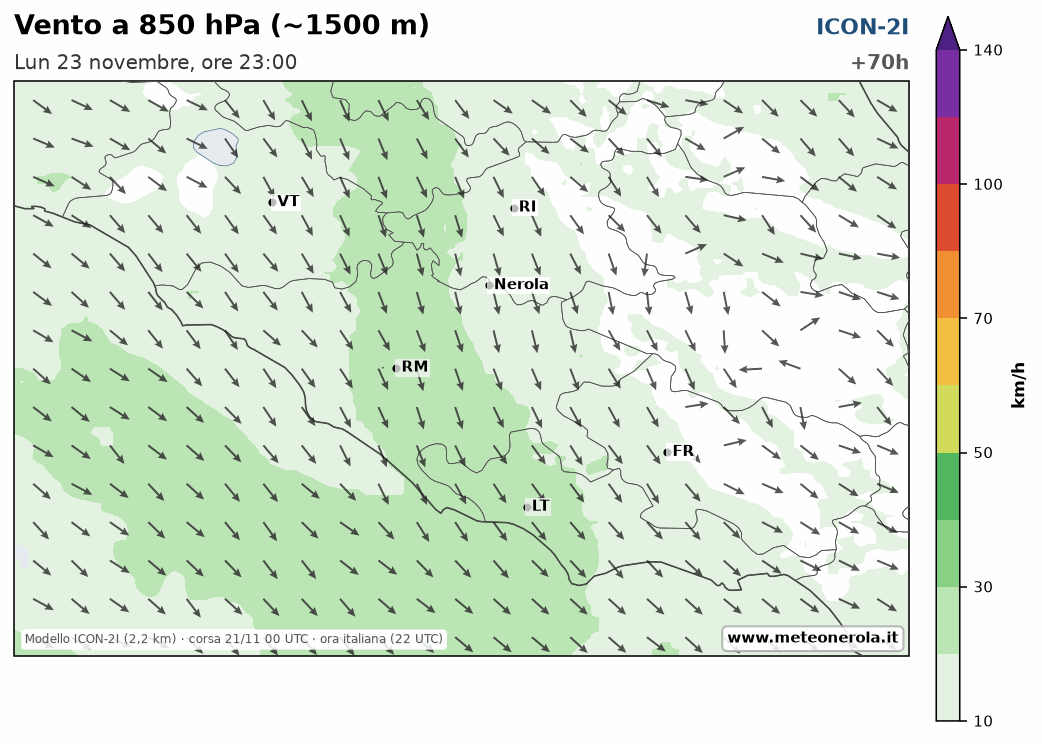 Vento a 850 hPa (~1500 m)
ICON-2I
Lun 23 novembre, ore 23:00
+70h
VT
RI
Nerola
RM
FR
LT
Modello ICON-2I (2,2 km) · corsa 21/11 00 UTC · ora italiana (22 UTC)
www.meteonerola.it
140
100
70
50
30
10
km/h